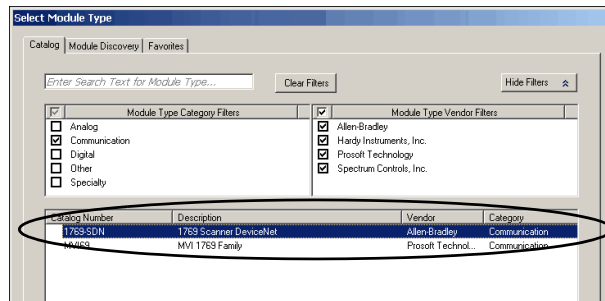 Select Module Type
Catalog Module Discovery Favorites
Enter Search Text for Module Type... Clear Filters Hide Filters
Module Type Category Filters Module Type Vendor Filters
Analog Allen-Bradley
Communication Hardy Instruments, Inc.
Digital Prosoft Technology
Other Spectrum Controls, Inc.
Specialty
Catalog Number Description Vendor Category
1769-SDN 1769 Scanner DeviceNet Allen-Bradley Communication
MVI69 MVI 1769 Family Prosoft Technol... Communication